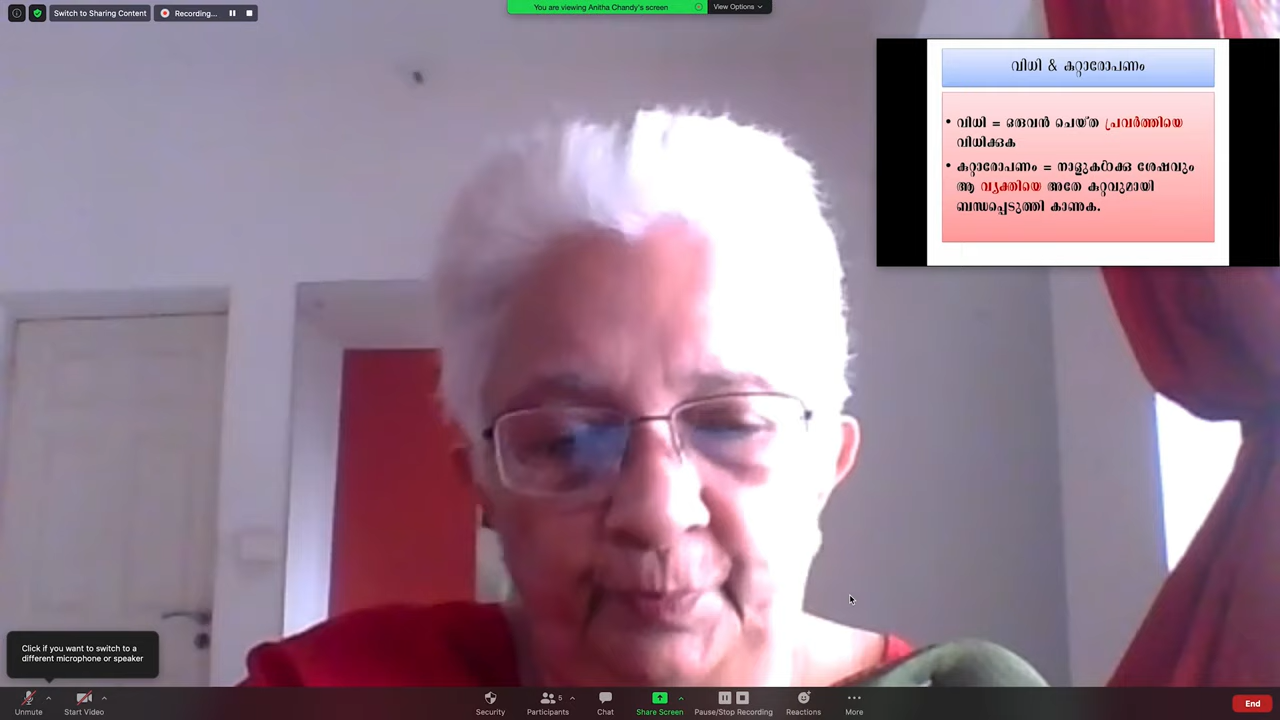 Switch to Sharing Content
Recording...
You are viewing Anitha Chandy's screen
View Options
വിധി & കുറ്റാരോപണം
• വിധി = ഒരുവൻ ചെയ്ത പ്രവർത്തിയെ
വിധിക്കുക
• കുറ്റാരോപണം = നാളുകൾക്കു ശേഷവും
ആ വ്യക്തിയെ അതേ കുറ്റവുമായി
ബന്ധപ്പെടുത്തി കാണുക.
Click if you want to switch to a
different microphone or speaker
Unmute
Start Video
Security
Participants
5
Chat
Share Screen
Pause/Stop Recording
Reactions
More
End